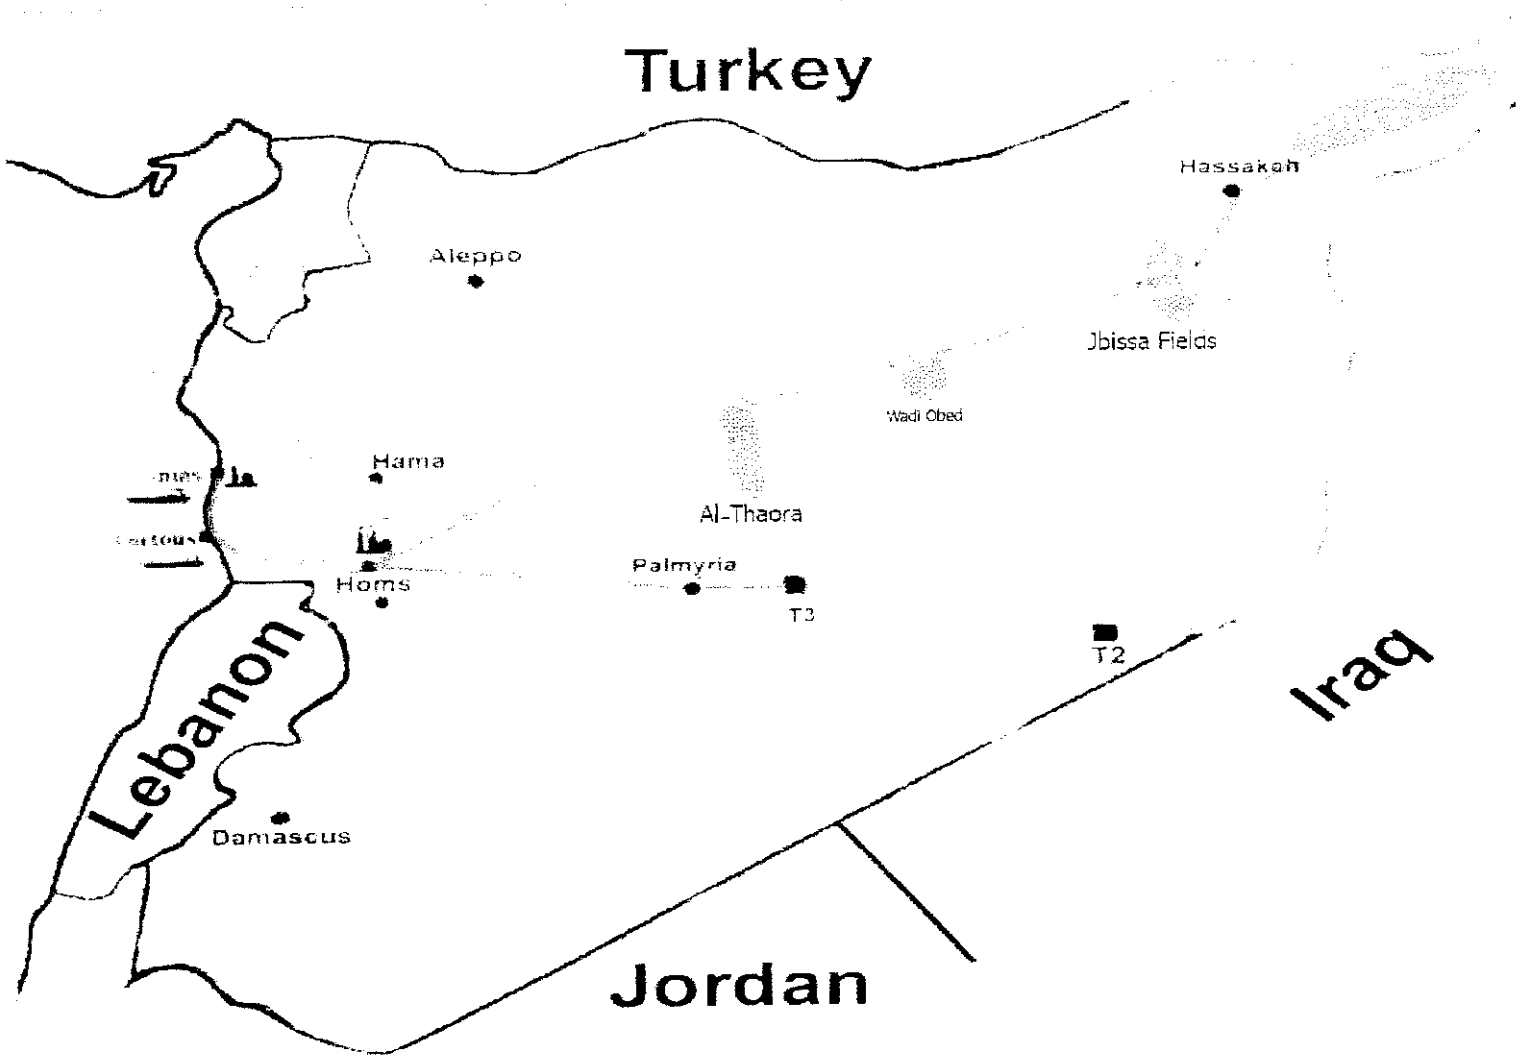 Turkey
Hassakah
Aleppo
Jbissa Fields
Wadi Obed
Hama
Al-Thaora
Palmyria
Homs
T3
T2
Iraq
Lebanon
Damascus
Jordan